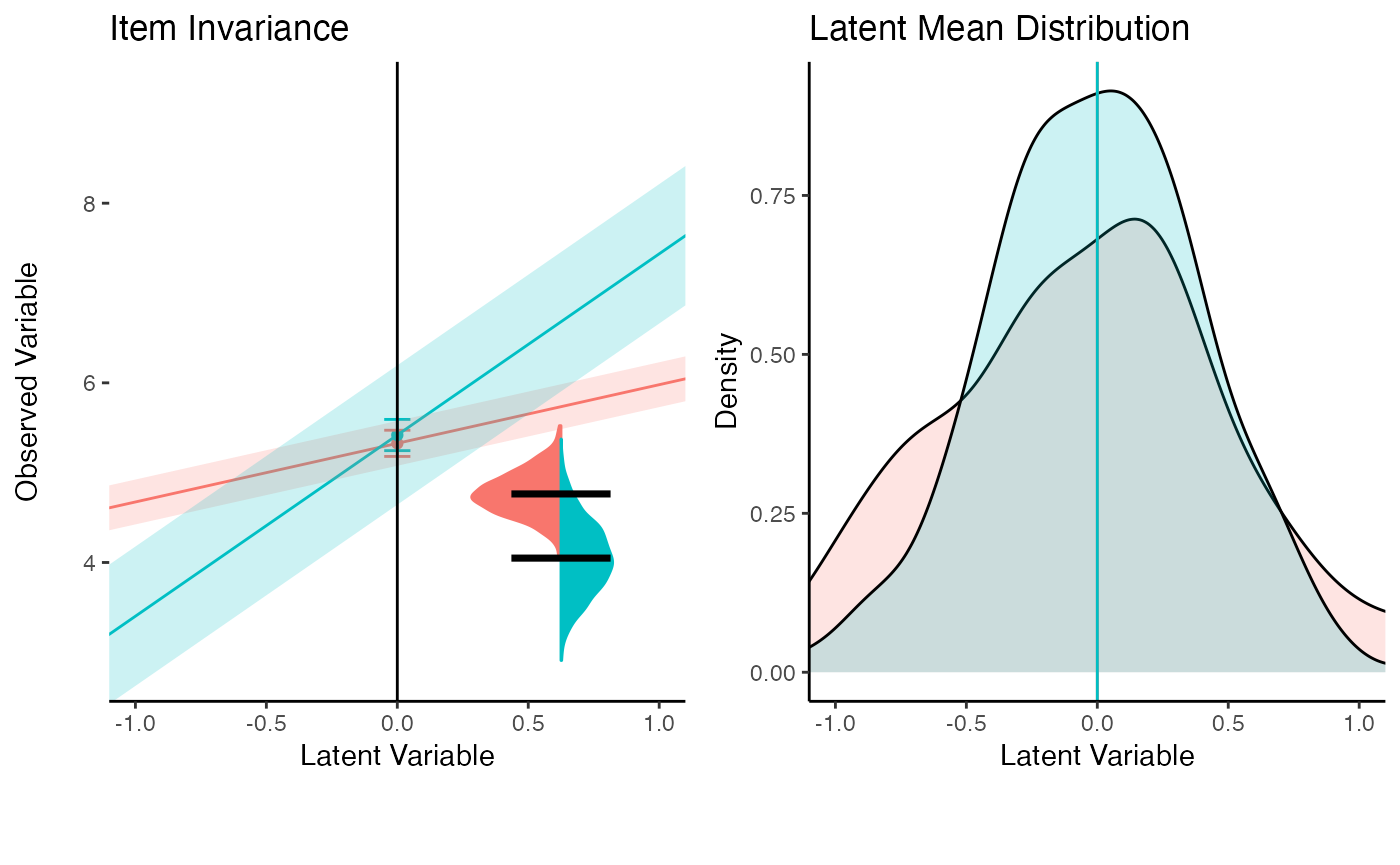 Item Invariance
Observed Variable
8
6
4
-1.0 -0.5 0.0 0.5 1.0
Latent Variable
Latent Mean Distribution
Density
0.75
0.50
0.25
0.00
-1.0 -0.5 0.0 0.5 1.0
Latent Variable